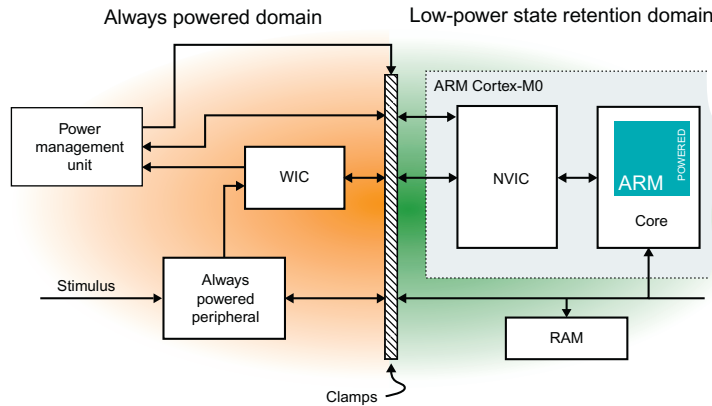 Always powered domain
Low-power state retention domain
ARM Cortex-M0
Power
management
unit
WIC
NVIC
ARM
POWERED
Core
Stimulus
Always
powered
peripheral
RAM
Clamps